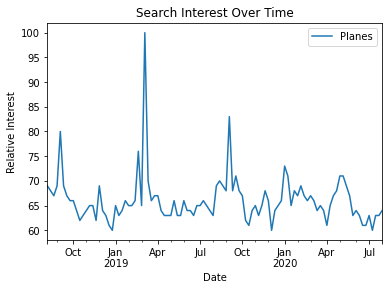 Search Interest Over Time
Planes
Relative Interest
100
95
90
85
80
75
70
65
60
Oct
Jan
2019
Apr
Jul
Oct
Jan
2020
Apr
Jul
Date